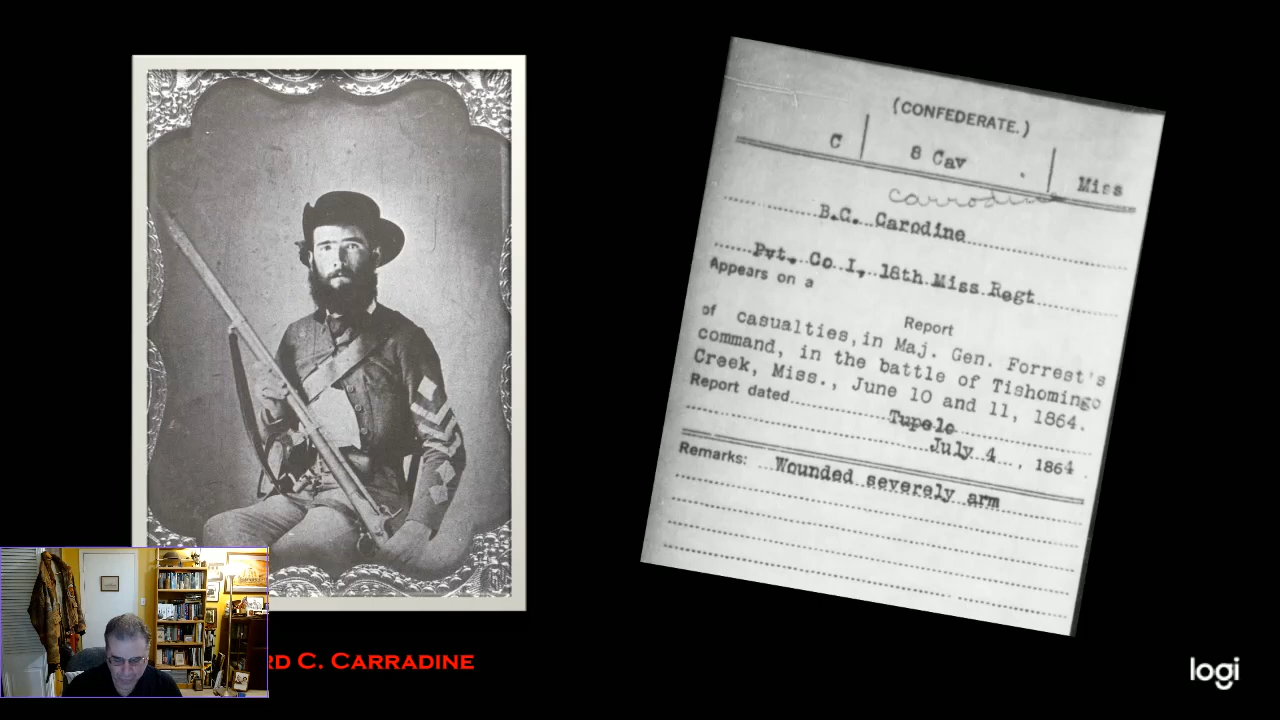 (CONFEDERATE.)
C 8 Cav . Miss
Carrodine
B.C. Carodine
Pvt. Co I, 18th Miss Regt
Appears on a
Report
of casualties, in Maj. Gen. Forrest's
command, in the battle of Tishomingo
Creek, Miss., June 10 and 11, 1864.
Report dated
Tupelo
July 4, 1864
Remarks: Wounded severely arm
RD C. CARRADINE
logi